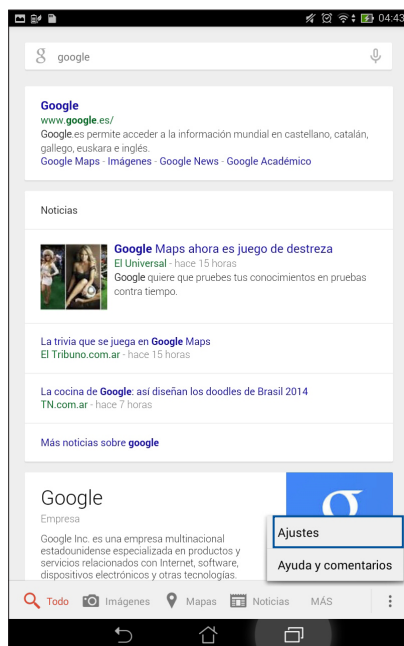 04:43
google
Google
www.google.es/
Google.es permite acceder a la información mundial en castellano, catalán,
gallego, euskara e inglés.
Google Maps - Imágenes - Google News - Google Académico
Noticias
Google Maps ahora es juego de destreza
El Universal - hace 15 horas
Google quiere que pruebes tus conocimientos en pruebas
contra tiempo.
La trivia que se juega en Google Maps
El Tribuno.com.ar - hace 15 horas
La cocina de Google: así diseñan los doodles de Brasil 2014
TN.com.ar - hace 7 horas
Más noticias sobre google
Google
Empresa
Google Inc. es una empresa multinacional
estadounidense especializada en productos y
servicios relacionados con Internet, software,
dispositivos electrónicos y otras tecnologías.
Ajustes
Ayuda y comentarios
Todo Imágenes Mapas Noticias MÁS